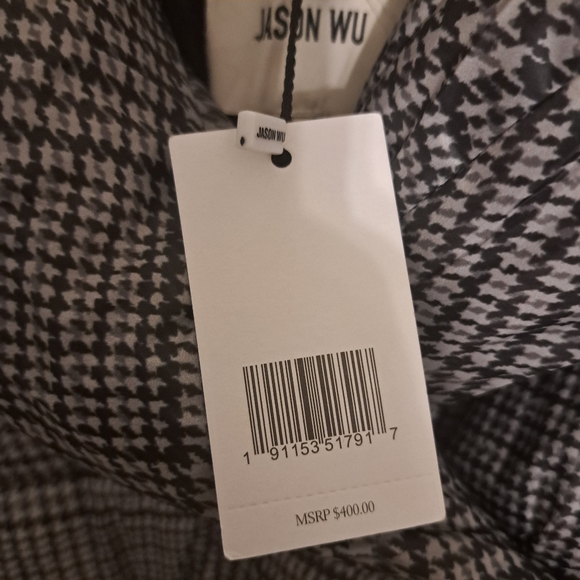 JASON WU
JASON WU
1 91153 51791 7
MSRP $400.00